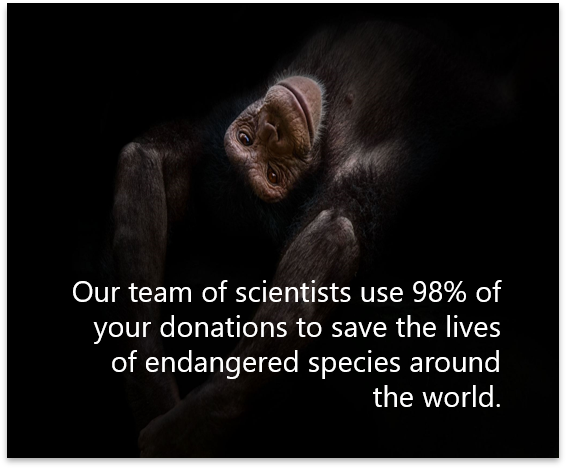 Our team of scientists use 98% of
your donations to save the lives
of endangered species around
the world.